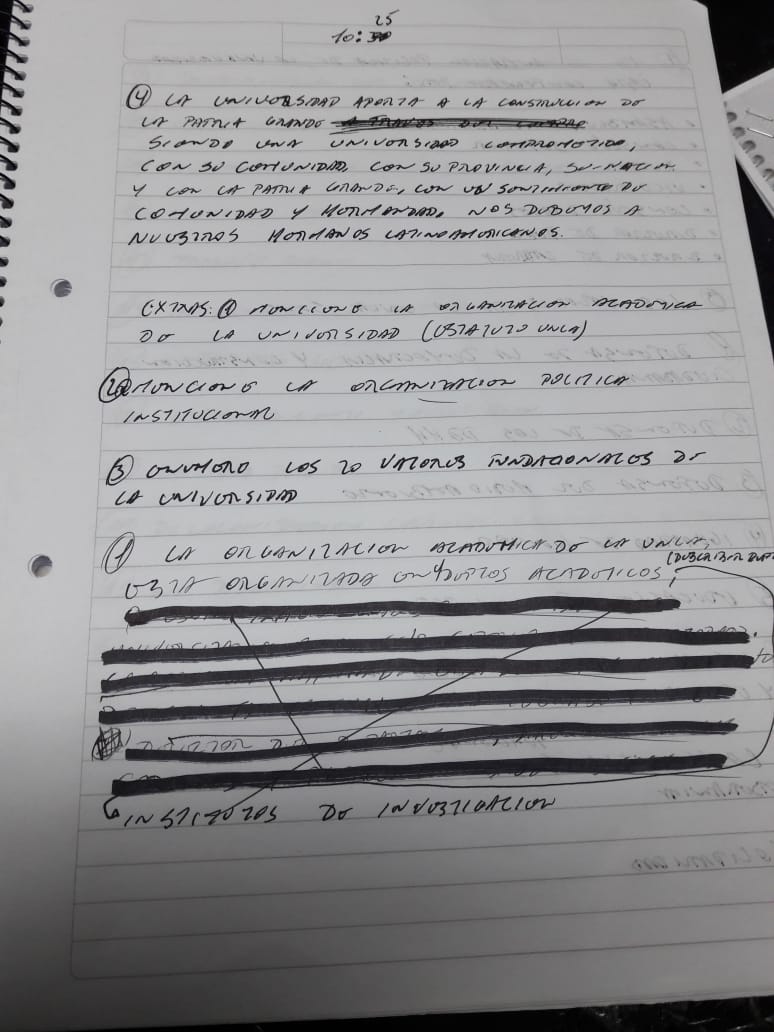 25
10:30
④ LA UNIVERSIDAD APORTA A LA CONSTRUCCION DE
LA PATRIA GRANDE
SIENDO UNA UNIVERSIDAD COMPROMETIDA,
CON SU COMUNIDAD, CON SU PROVINCIA, SU NACION
Y CON LA PATRIA GRANDE, CON UN SENTIMIENTO DE
COMUNIDAD Y HERMANDAD, NOS DEBEMOS A
NUESTROS HERMANOS LATINOAMERICANOS.
EXTRAS: ① MENCIONE LA ORGANIZACION ACADEMICA
DE LA UNIVERSIDAD (ESTATUTO UNLA)
② MENCIONE LA ORGANIZACION POLITICA
INSTITUCIONAL
③ ENUMERE LOS 20 VALORES FUNDACIONALES DE
LA UNIVERSIDAD
① LA ORGANIZACION ACADEMICA DE LA UNLA,
ESTA ORGANIZADA EN 4 DEPTOS ACADEMICOS,
INSTITUTOS DE INVESTIGACION